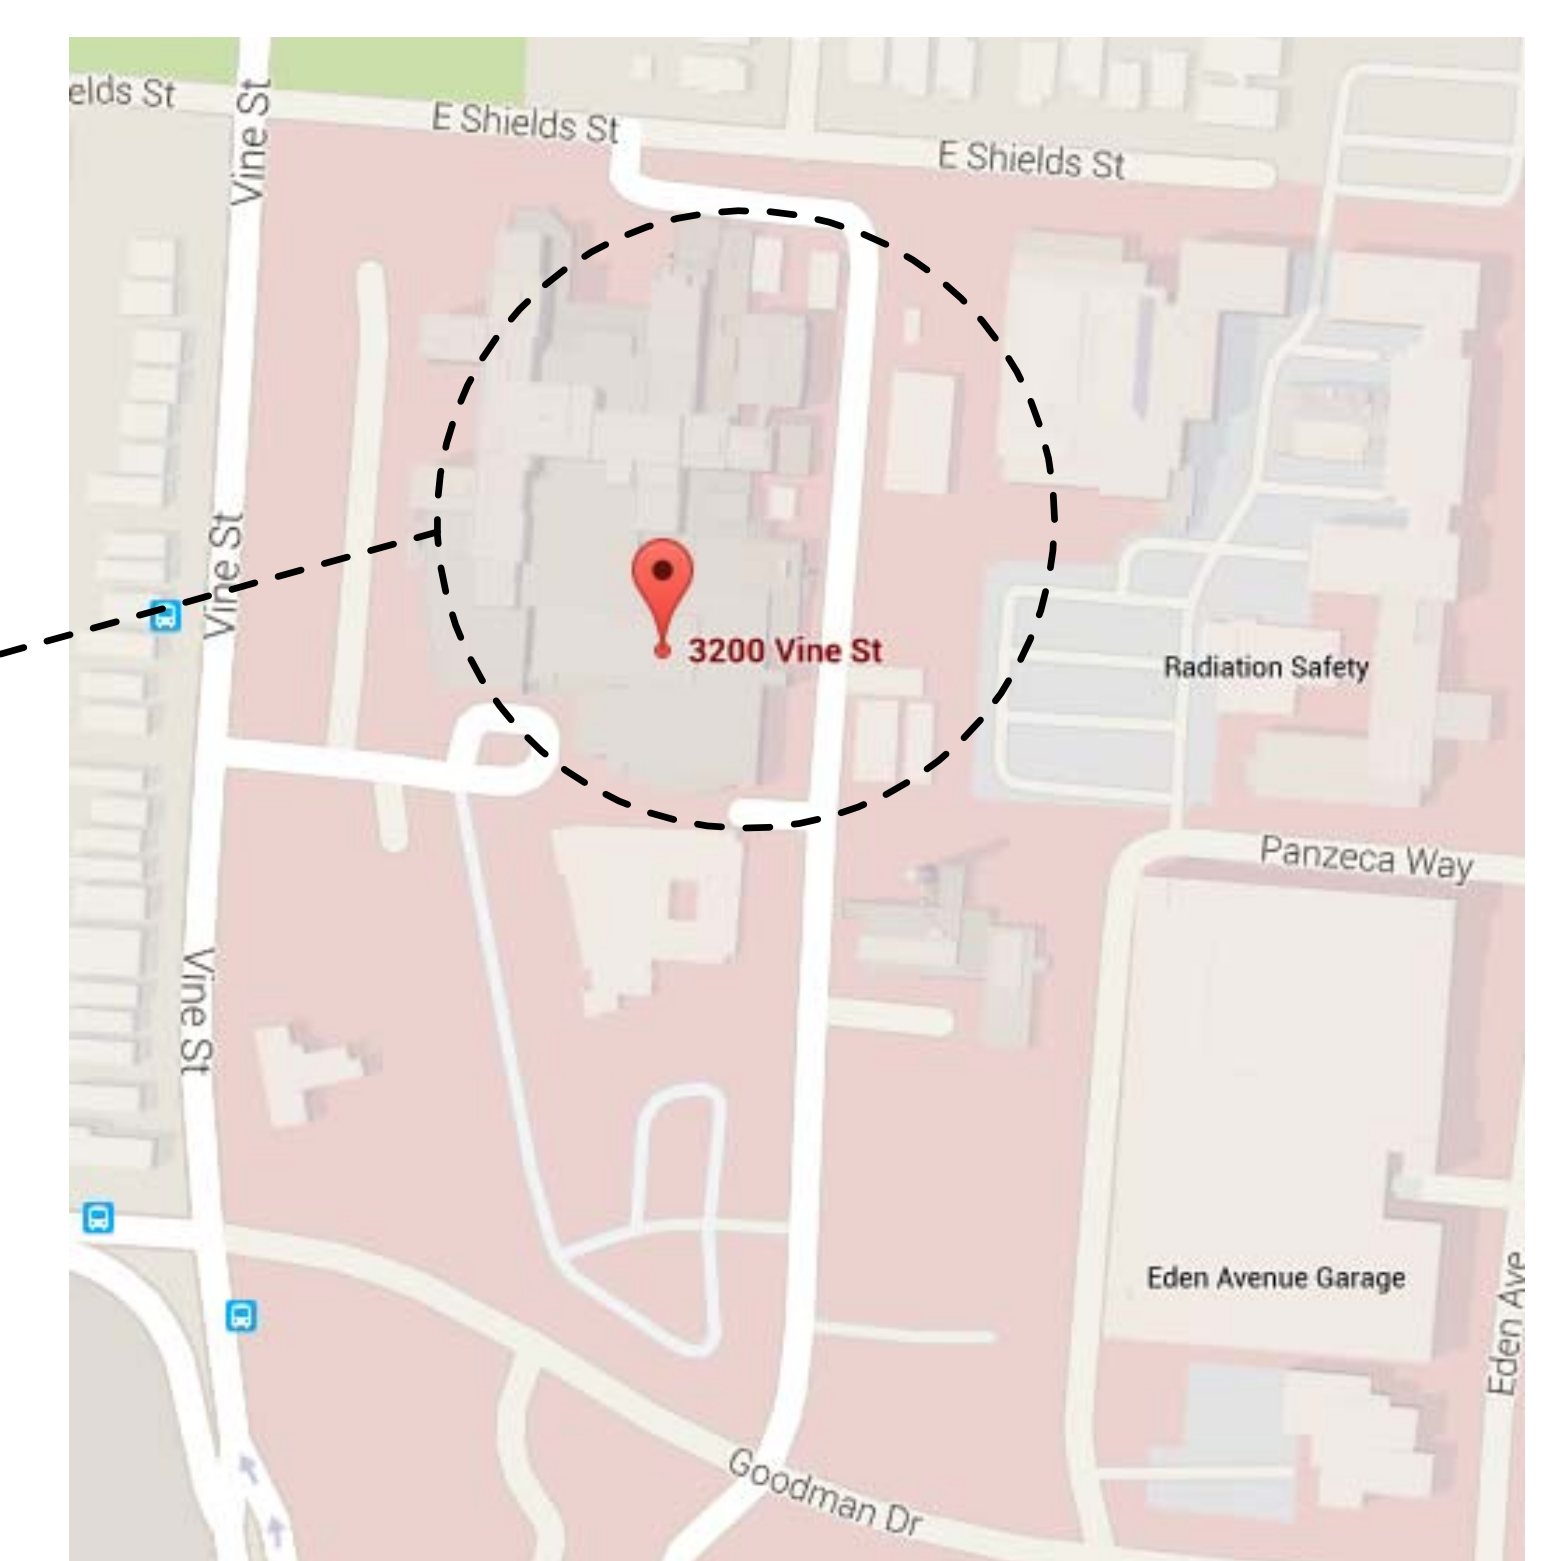 elds St
Vine St
E Shields St
E Shields St
Vine St
3200 Vine St
Radiation Safety
Panzeca Way
Vine St
Eden Avenue Garage
Eden Ave
Goodman Dr